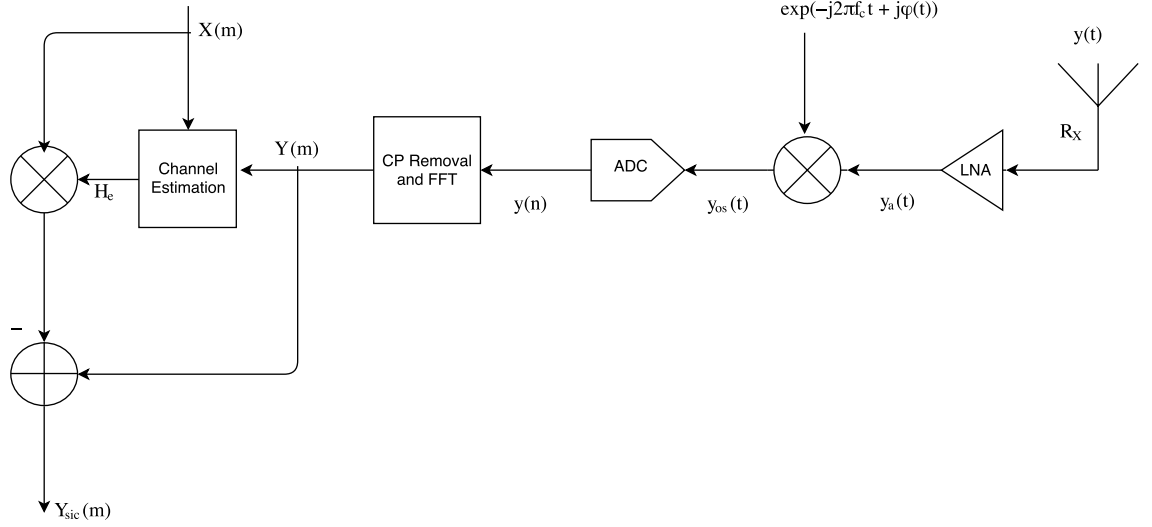 exp(−j2πf_c t + jφ(t))
X(m)
y(t)
R_X
Y(m)
Channel
Estimation
CP Removal
and FFT
ADC
LNA
H_e
y(n)
y_os(t)
y_a(t)
−
Y_sic(m)